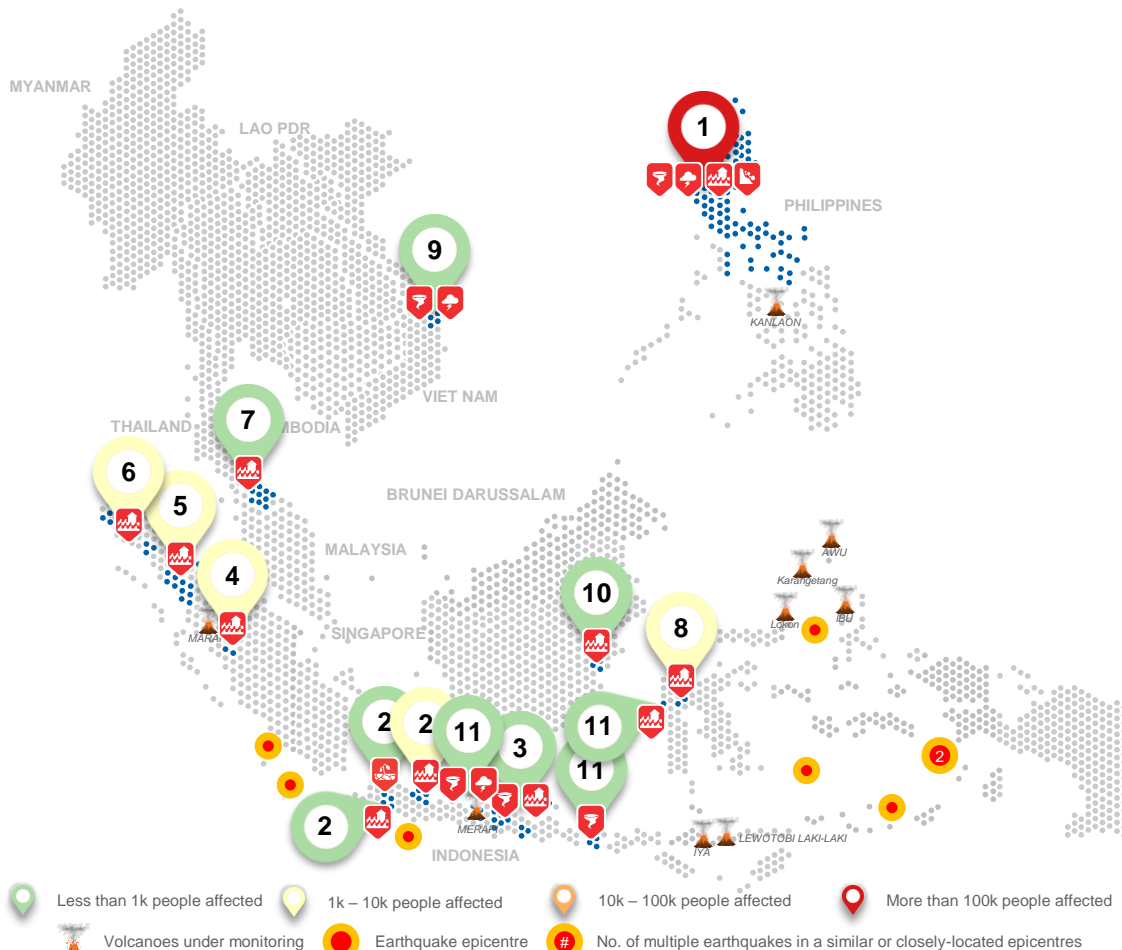 MYANMAR
LAO PDR
1
PHILIPPINES
9
KANLAON
VIET NAM
7
THAILAND
MBODIA
6
5
BRUNEI DARUSSALAM
MALAYSIA
4
AWU
Karangetang
10
Lokon
IBU
SINGAPORE
8
2
2
11
3
11
11
2
2
MERAPI
INDONESIA
IYA
LEWOTOBI LAKI-LAKI
Less than 1k people affected
1k – 10k people affected
10k – 100k people affected
More than 100k people affected
Volcanoes under monitoring
Earthquake epicentre
#
No. of multiple earthquakes in a similar or closely-located epicentres